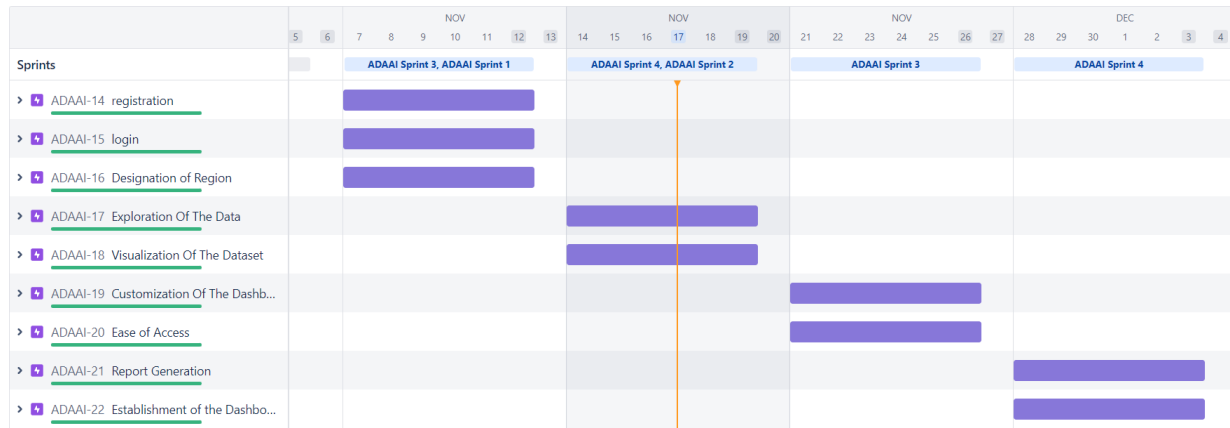 NOV NOV NOV DEC
5 6 7 8 9 10 11 12 13 14 15 16 17 18 19 20 21 22 23 24 25 26 27 28 29 30 1 2 3 4
Sprints ADAAI Sprint 3, ADAAI Sprint 1 ADAAI Sprint 4, ADAAI Sprint 2 ADAAI Sprint 3 ADAAI Sprint 4
ADAAI-14 registration
ADAAI-15 login
ADAAI-16 Designation of Region
ADAAI-17 Exploration Of The Data
ADAAI-18 Visualization Of The Dataset
ADAAI-19 Customization Of The Dashb...
ADAAI-20 Ease of Access
ADAAI-21 Report Generation
ADAAI-22 Establishment of the Dashbo...